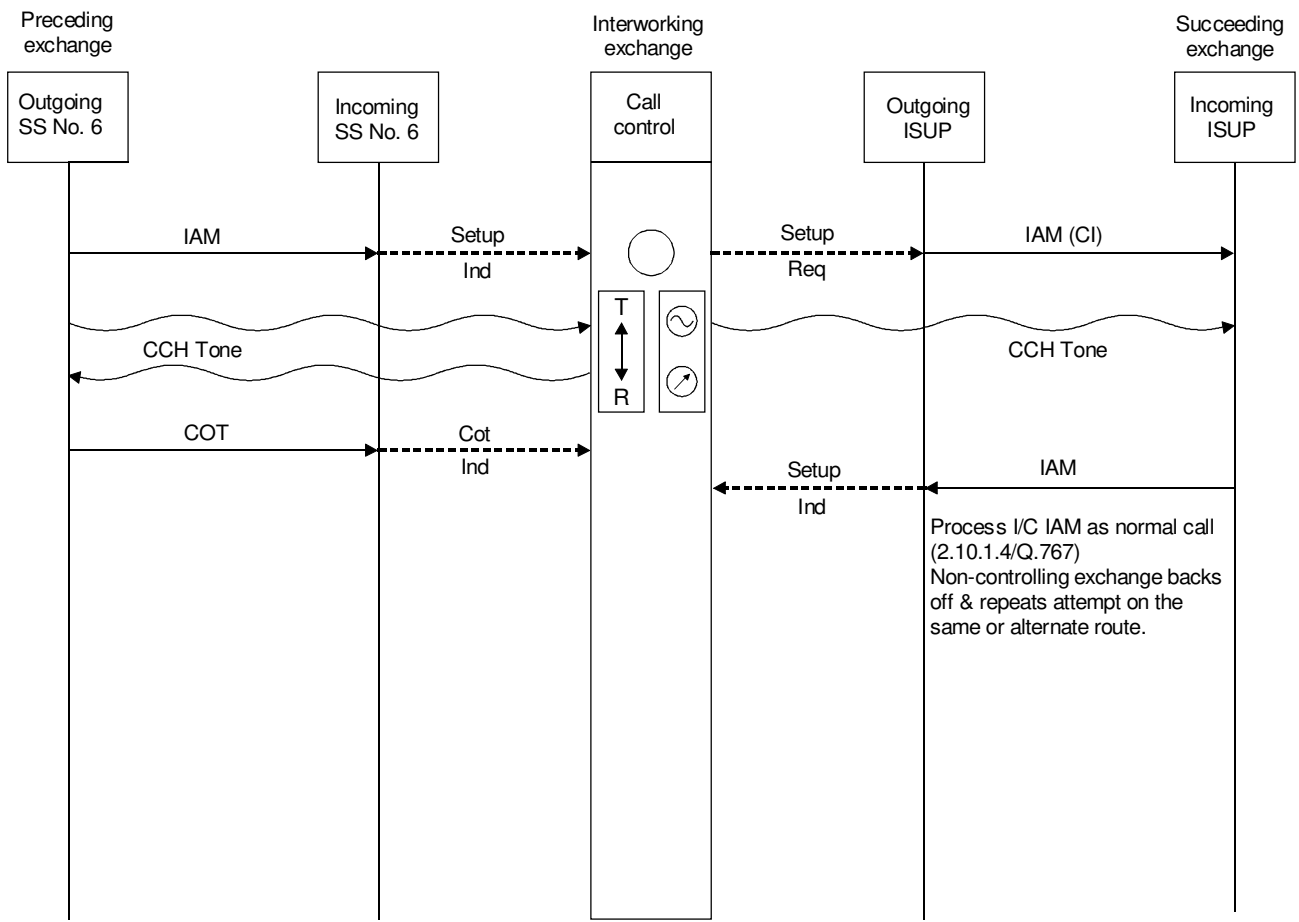 Preceding
exchange
Interworking
exchange
Succeeding
exchange
Outgoing
SS No. 6
Incoming
SS No. 6
Call
control
Outgoing
ISUP
Incoming
ISUP
IAM
Setup
Ind
Setup
Req
IAM (CI)
T
R
CCH Tone
CCH Tone
COT
Cot
Ind
Setup
Ind
IAM
Process I/C IAM as normal call
(2.10.1.4/Q.767)
Non-controlling exchange backs
off & repeats attempt on the
same or alternate route.